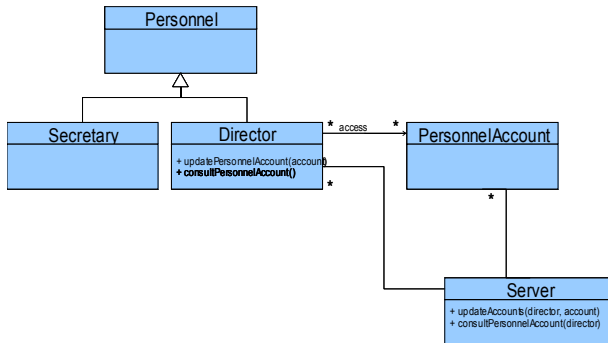 Personnel
Secretary
Director
+ updatePersonnelAccount(account)
+ consultPersonnelAccount()
* access *
*
PersonnelAccount
*
Server
+ updateAccounts(director, account)
+ consultPersonnelAccount(director)